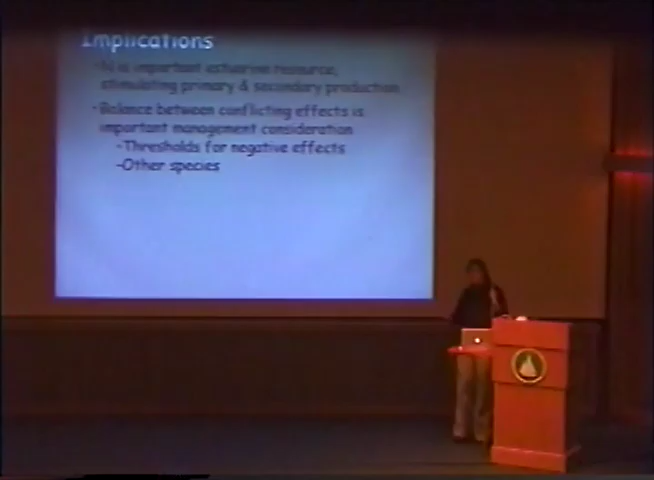 Implications
• N is important estuarine resource,
stimulating primary & secondary production
• Balance between conflicting effects is
important management consideration
-Thresholds for negative effects
-Other species